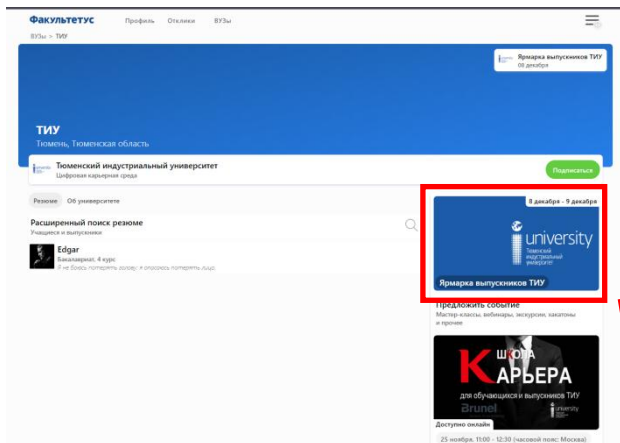 Факультетус
Профиль Отклики ВУЗы
ВУЗы > ТИУ
Ярмарка выпускников ТИУ
08 декабря
ТИУ
Тюмень, Тюменская область
Тюменский индустриальный университет
Цифровая карьерная среда
Подписаться
Резюме Об университете
Расширенный поиск резюме
Учащиеся и выпускники
Edgar
Бакалавриат, 4 курс
Я не боюсь потерять голову, я опасаюсь потерять лицо.
8 декабря - 9 декабря
university
Тюменский
индустриальный
университет
Ярмарка выпускников ТИУ
Предложить событие
Мастер-классы, вебинары, экскурсии, хакатоны
и прочее
ШКОЛА
КАРЬЕРА
для обучающихся и выпускников ТИУ
Brunel
university
Доступно онлайн
25 ноября, 11:00 - 12:30 (часовой пояс: Москва)